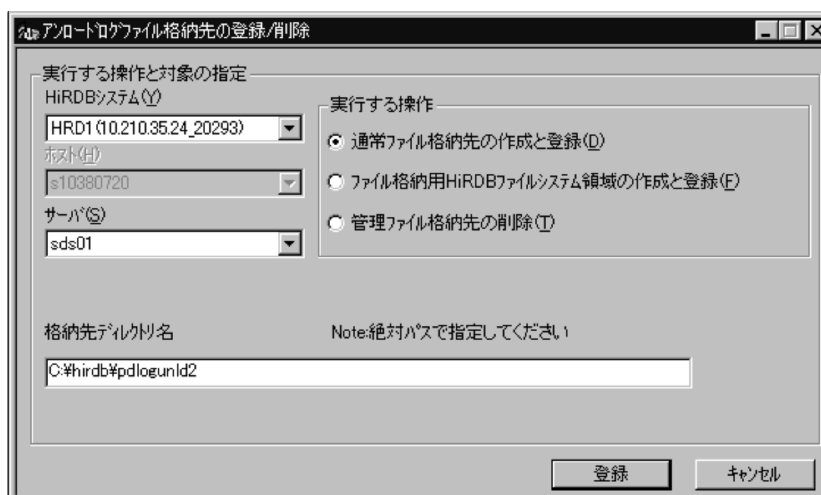 アンロードログファイル格納先の登録/削除
実行する操作と対象の指定
HiRDBシステム(Y)
HRD1(10.210.35.24_20293)
ホスト(H)
s10380720
サーバ(S)
sds01
実行する操作
通常ファイル格納先の作成と登録(D)
ファイル格納用HiRDBファイルシステム領域の作成と登録(F)
管理ファイル格納先の削除(T)
格納先ディレクトリ名
Note:絶対パスで指定してください
C:¥hirdb¥pdlogunld2
登録
キャンセル